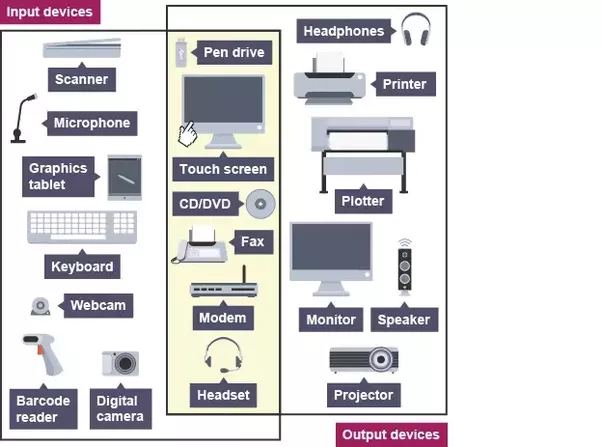 Input devices
Scanner
Microphone
Graphics
tablet
Keyboard
Webcam
Barcode
reader
Digital
camera
Pen drive
Touch screen
CD/DVD
Fax
Modem
Headset
Headphones
Printer
Plotter
Monitor
Speaker
Projector
Output devices